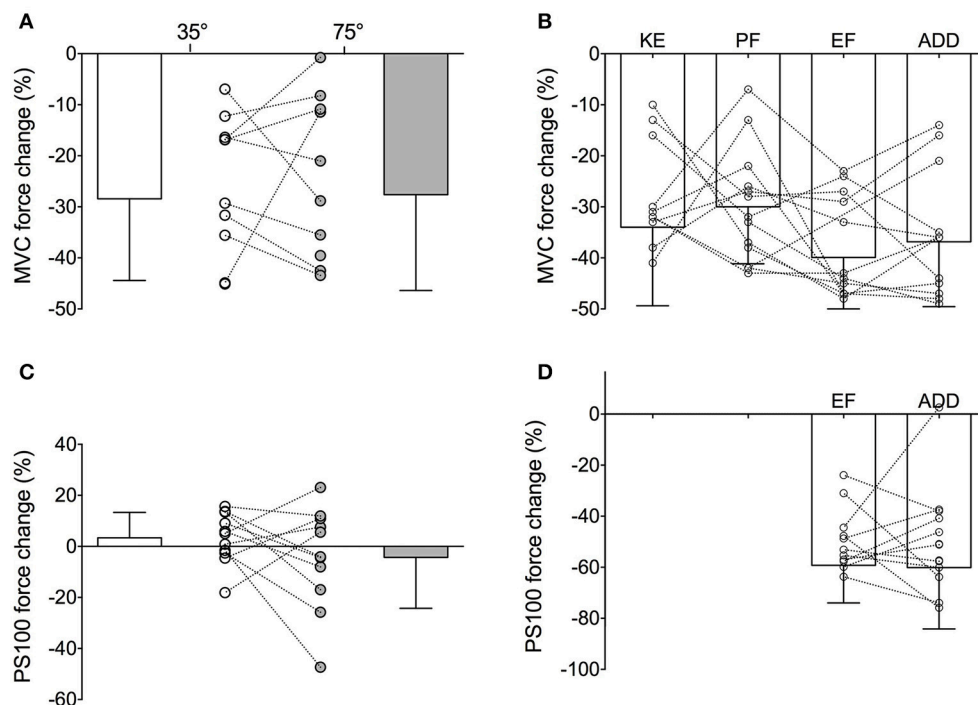 A
35° 75°
MVC force change (%)
0
-10
-20
-30
-40
-50
B
KE PF EF ADD
MVC force change (%)
0
-10
-20
-30
-40
-50
C
PS100 force change (%)
40
20
0
-20
-40
-60
D
EF ADD
PS100 force change (%)
0
-20
-40
-60
-80
-100